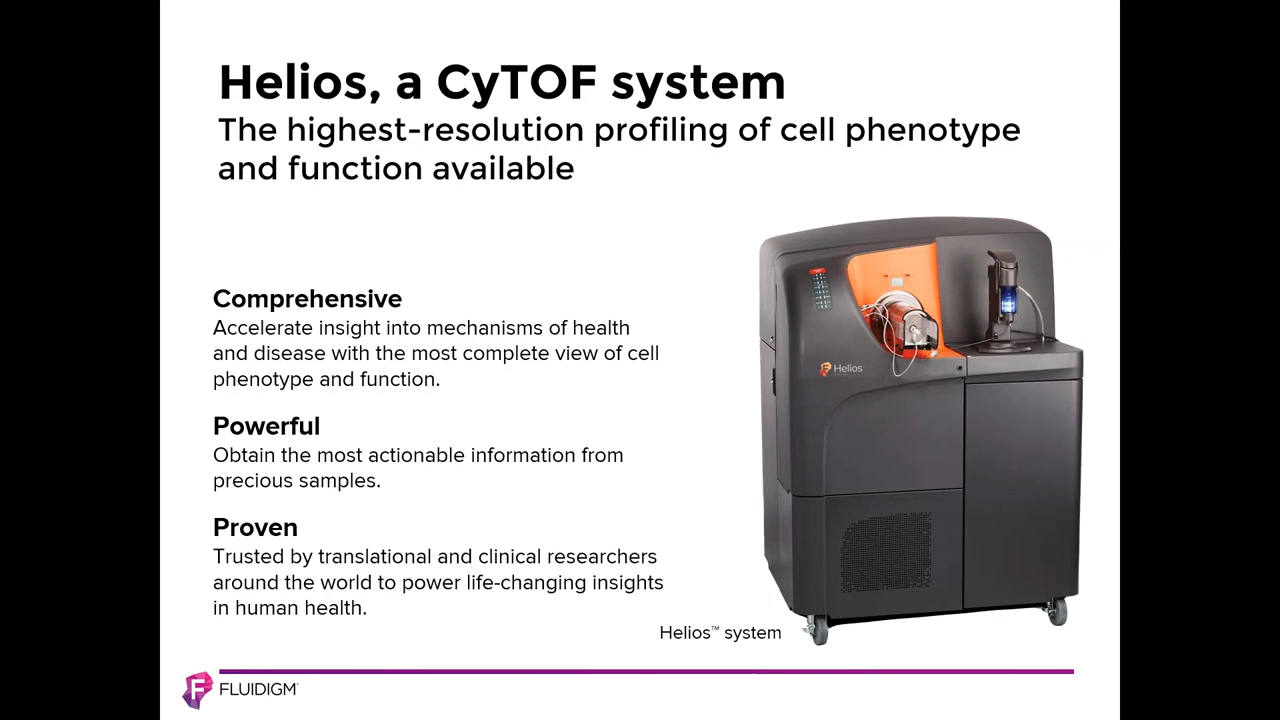 Helios, a CyTOF system
The highest-resolution profiling of cell phenotype
and function available
Comprehensive
Accelerate insight into mechanisms of health
and disease with the most complete view of cell
phenotype and function.
Powerful
Obtain the most actionable information from
precious samples.
Proven
Trusted by translational and clinical researchers
around the world to power life-changing insights
in human health.
Helios
Helios™ system
F FLUIDIGM